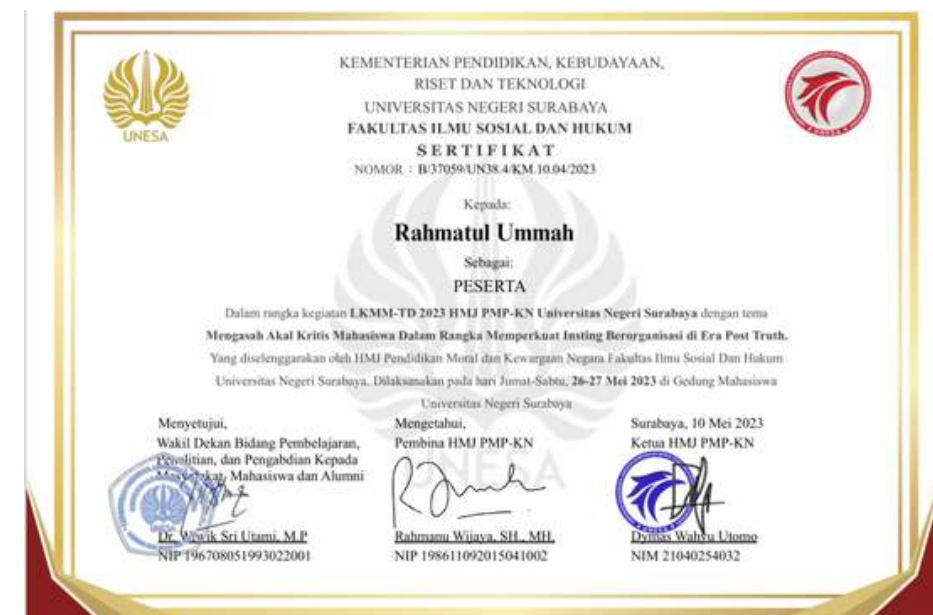 UNESA
KEMENTERIAN PENDIDIKAN, KEBUDAYAAN,
RISET DAN TEKNOLOGI
UNIVERSITAS NEGERI SURABAYA
FAKULTAS ILMU SOSIAL DAN HUKUM
SERTIFIKAT
NOMOR : B/37059/UN38.4/KM.10.04/2023
Kepada:
Rahmatul Ummah
Sebagai:
PESERTA
Dalam rangka kegiatan LKMM-TD 2023 HMJ PMP-KN Universitas Negeri Surabaya dengan tema
Mengasah Akal Kritis Mahasiswa Dalam Rangka Memperkuat Insting Berorganisasi di Era Post Truth.
Yang diselenggarakan oleh HMJ Pendidikan Moral dan Kewargaan Negara Fakultas Ilmu Sosial Dan Hukum
Universitas Negeri Surabaya. Dilaksanakan pada hari Jumat-Sabtu, 26-27 Mei 2023 di Gedung Mahasiswa
Universitas Negeri Surabaya
Menyetujui,
Wakil Dekan Bidang Pembelajaran,
Penelitian, dan Pengabdian Kepada
Masyarakat, Mahasiswa dan Alumni
Dr. Wiwik Sri Utami, M.P
NIP 196708051993022001
Mengetahui,
Pembina HMJ PMP-KN
UNESA
Rahmanu Wijaya, SH., MH.
NIP 198611092015041002
Surabaya, 10 Mei 2023
Ketua HMJ PMP-KN
Dymas Wahyu Utomo
NIM 21040254032